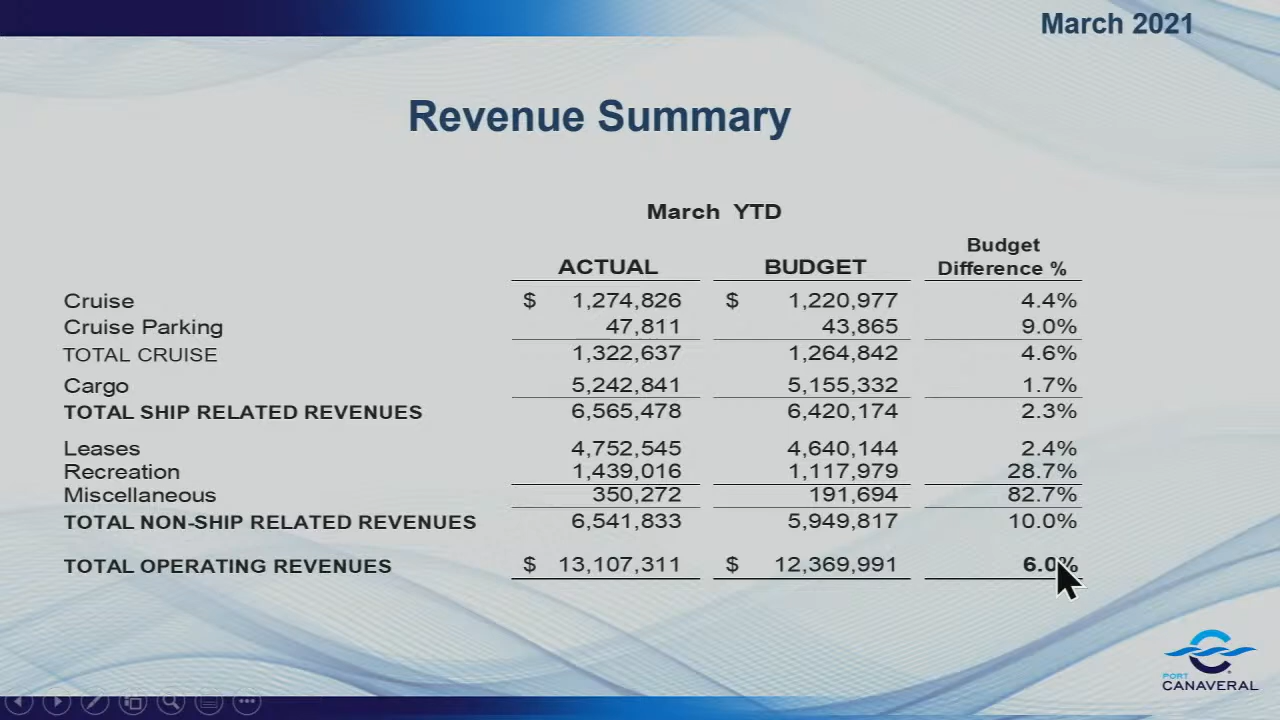 March 2021
Revenue Summary
March YTD
ACTUAL BUDGET Budget Difference %
Cruise $ 1,274,826 $ 1,220,977 4.4%
Cruise Parking 47,811 43,865 9.0%
TOTAL CRUISE 1,322,637 1,264,842 4.6%
Cargo 5,242,841 5,155,332 1.7%
TOTAL SHIP RELATED REVENUES 6,565,478 6,420,174 2.3%
Leases 4,752,545 4,640,144 2.4%
Recreation 1,439,016 1,117,979 28.7%
Miscellaneous 350,272 191,694 82.7%
TOTAL NON-SHIP RELATED REVENUES 6,541,833 5,949,817 10.0%
TOTAL OPERATING REVENUES $ 13,107,311 $ 12,369,991 6.0%
PORT
CANAVERAL